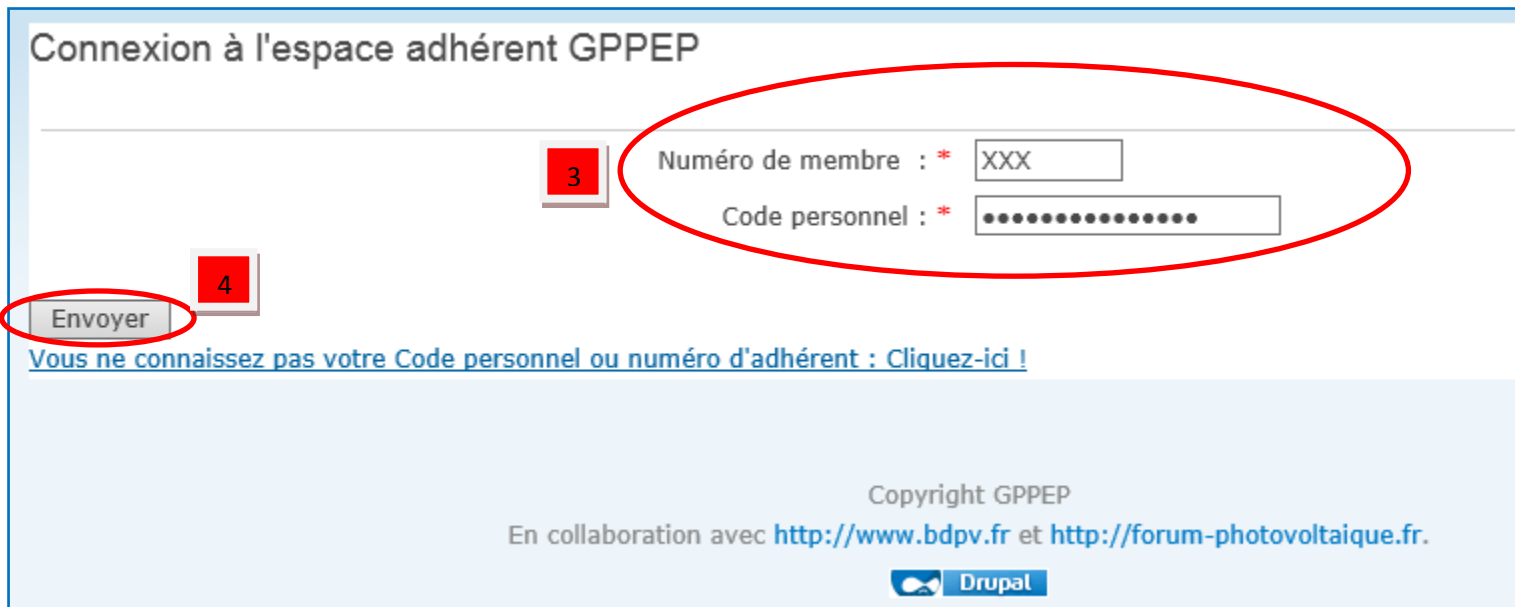 Connexion à l'espace adhérent GPPEP
3
Numéro de membre : * XXX
Code personnel : * •••••••••••••••
4
Envoyer
Vous ne connaissez pas votre Code personnel ou numéro d'adhérent : Cliquez-ici !
Copyright GPPEP
En collaboration avec http://www.bdpv.fr et http://forum-photovoltaique.fr.
Drupal